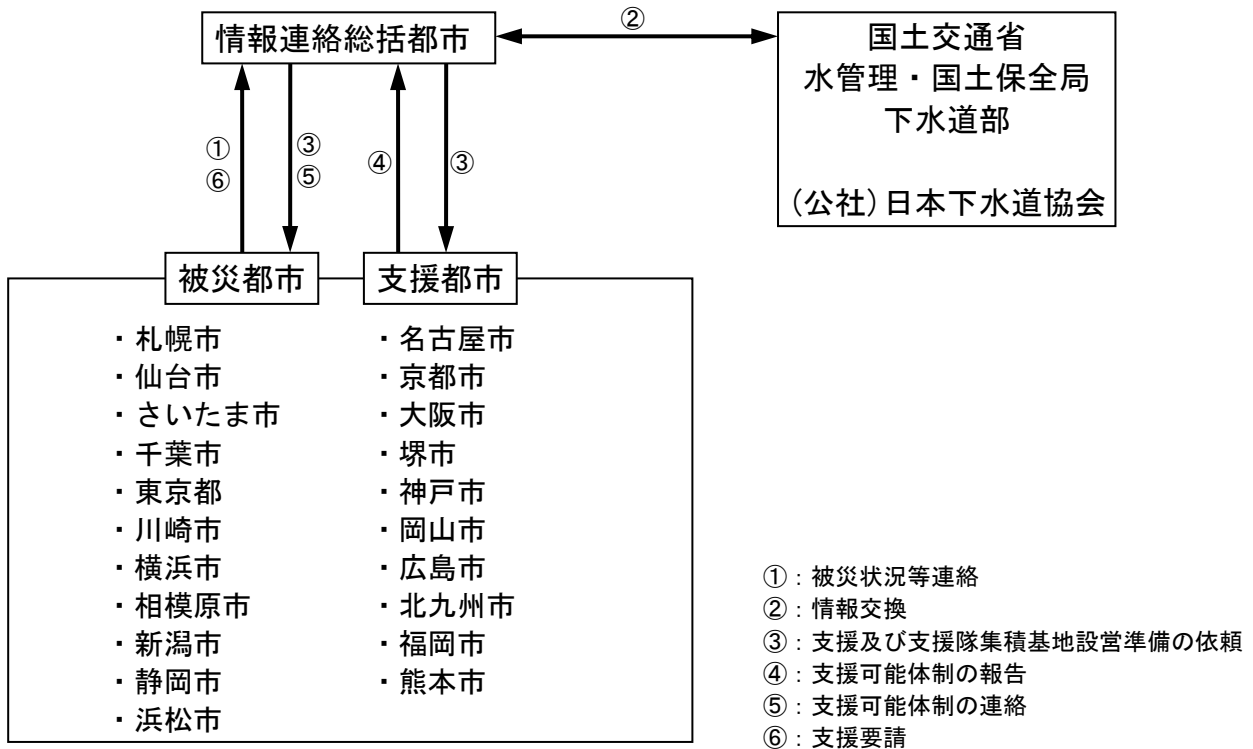 情報連絡総括都市
②
国土交通省
水管理・国土保全局
下水道部
(公社)日本下水道協会
①
⑥
③
⑤
④
③
被災都市
支援都市
・札幌市
・仙台市
・さいたま市
・千葉市
・東京都
・川崎市
・横浜市
・相模原市
・新潟市
・静岡市
・浜松市
・名古屋市
・京都市
・大阪市
・堺市
・神戸市
・岡山市
・広島市
・北九州市
・福岡市
・熊本市
①:被災状況等連絡
②:情報交換
③:支援及び支援隊集積基地設営準備の依頼
④:支援可能体制の報告
⑤:支援可能体制の連絡
⑥:支援要請